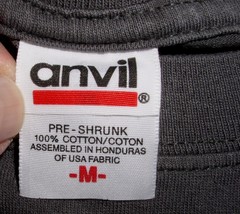 anvil
®
PRE-SHRUNK
100% COTTON/COTON
ASSEMBLED IN HONDURAS
OF USA FABRIC
-M-